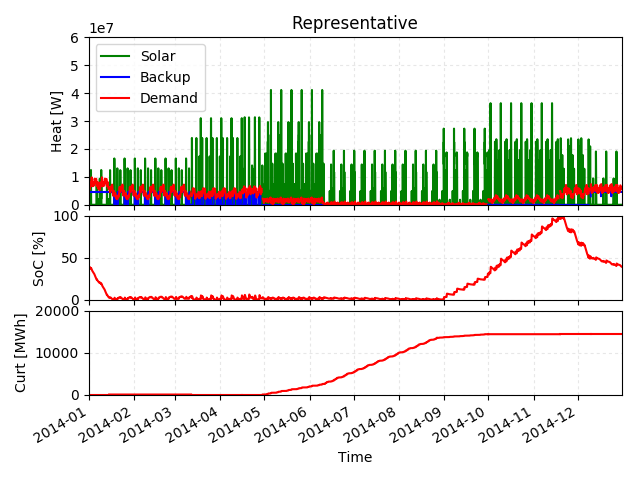 Representative
1e7
Heat [W]
6
5
4
3
2
1
0
Solar
Backup
Demand
SoC [%]
100
50
0
Curt [MWh]
20000
10000
0
2014-01
2014-02
2014-03
2014-04
2014-05
2014-06
2014-07
2014-08
2014-09
2014-10
2014-11
2014-12
Time